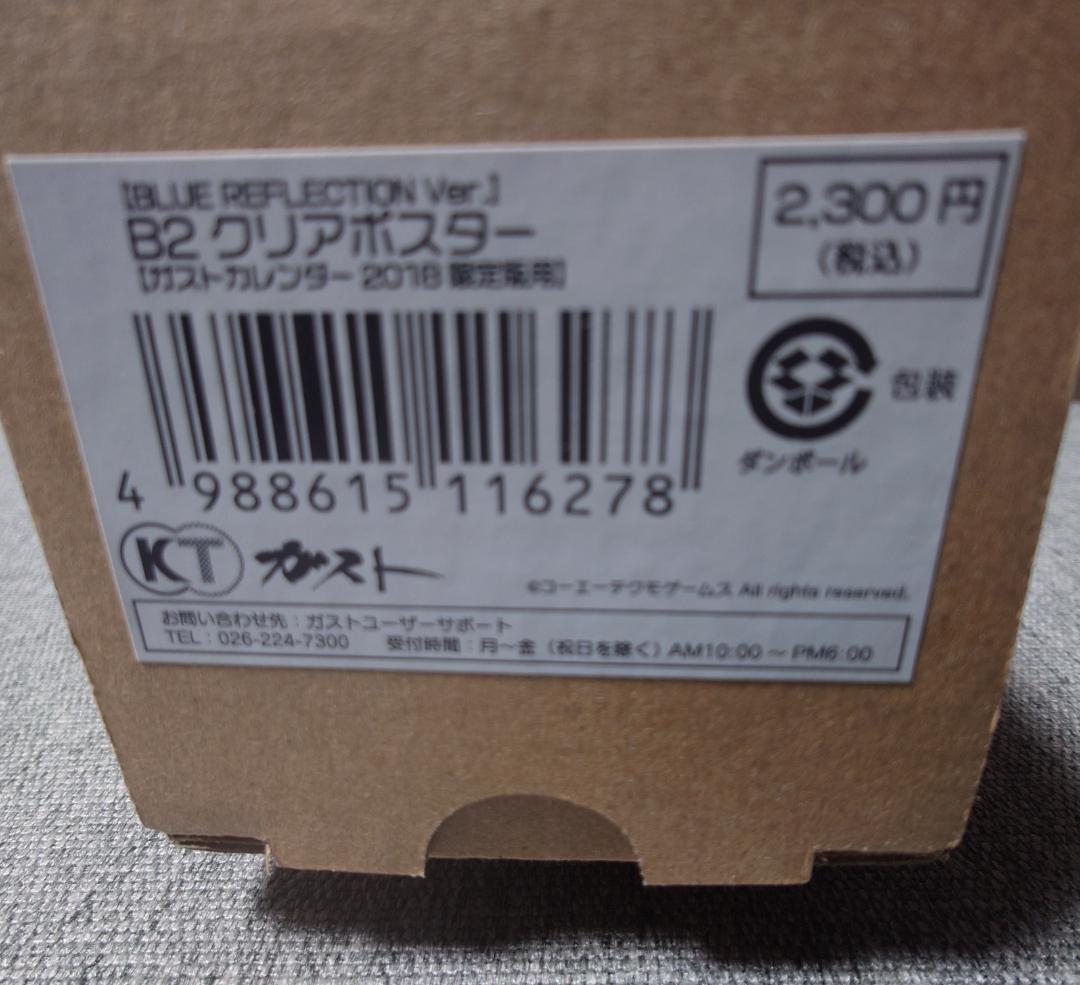 【BLUE REFLECTION Ver.】
B2 クリアポスター
【ガストカレンダー 2018 限定販用】
2,300 円
(税込)
4 988615 116278
包装
ダンボール
KT ガスト
©コーエーテクモゲームス All rights reserved.
お問い合わせ先：ガストユーザーサポート
TEL：026-224-7300 受付時間：月～金（祝日を除く）AM10:00 ～ PM6:00